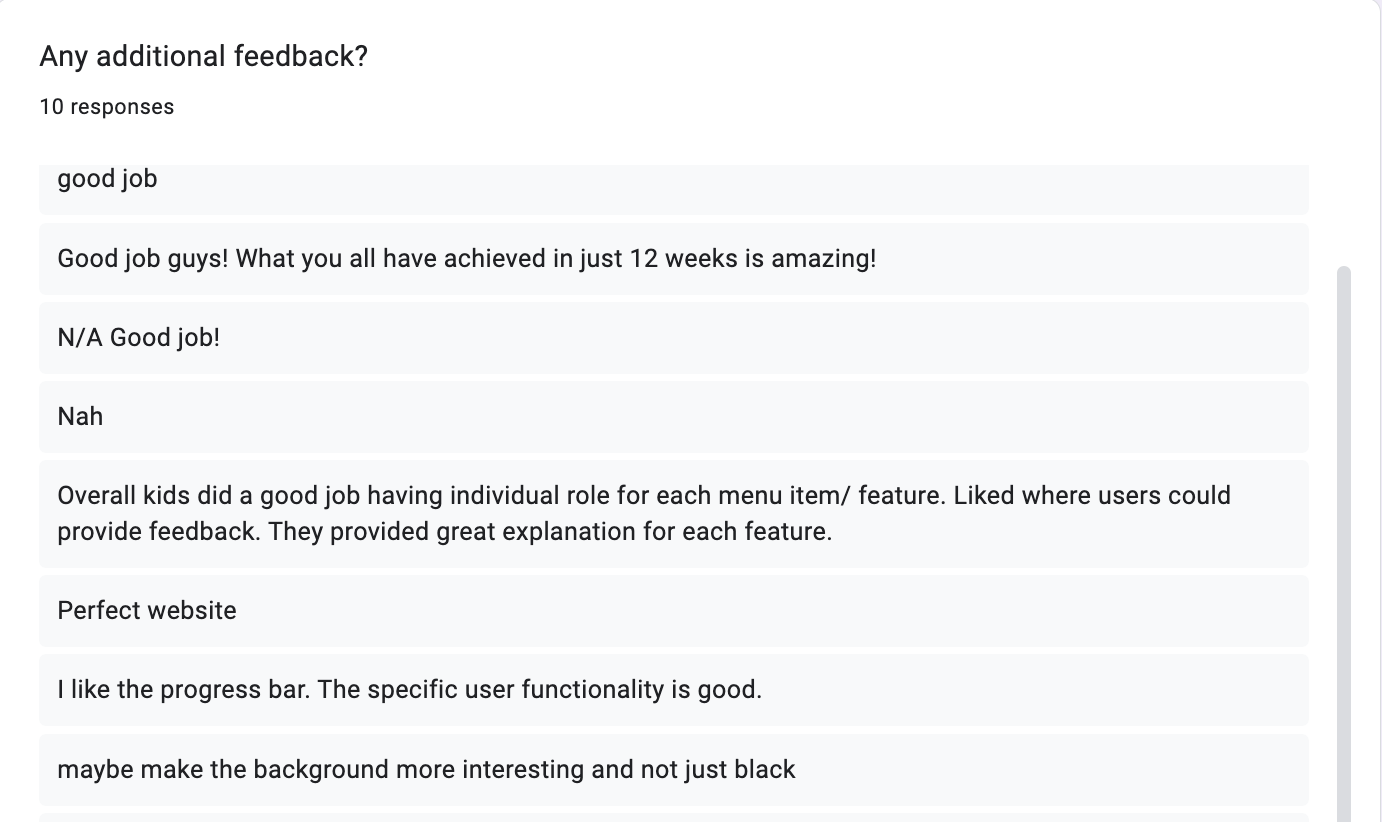 Any additional feedback?
10 responses
good job
Good job guys! What you all have achieved in just 12 weeks is amazing!
N/A Good job!
Nah
Overall kids did a good job having individual role for each menu item/ feature. Liked where users could
provide feedback. They provided great explanation for each feature.
Perfect website
I like the progress bar. The specific user functionality is good.
maybe make the background more interesting and not just black